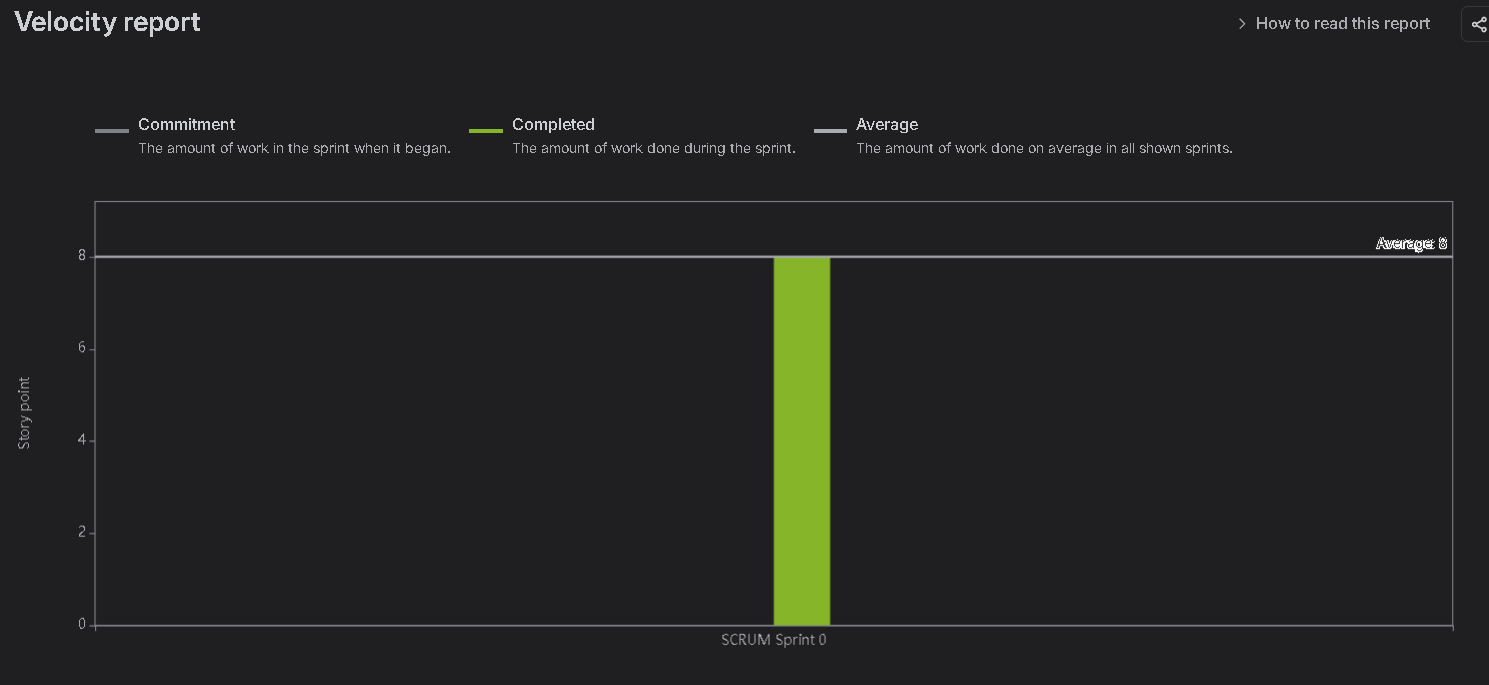 Velocity report
How to read this report
Commitment
The amount of work in the sprint when it began.
Completed
The amount of work done during the sprint.
Average
The amount of work done on average in all shown sprints.
Average: 8
8
6
4
2
0
Story point
SCRUM Sprint 0